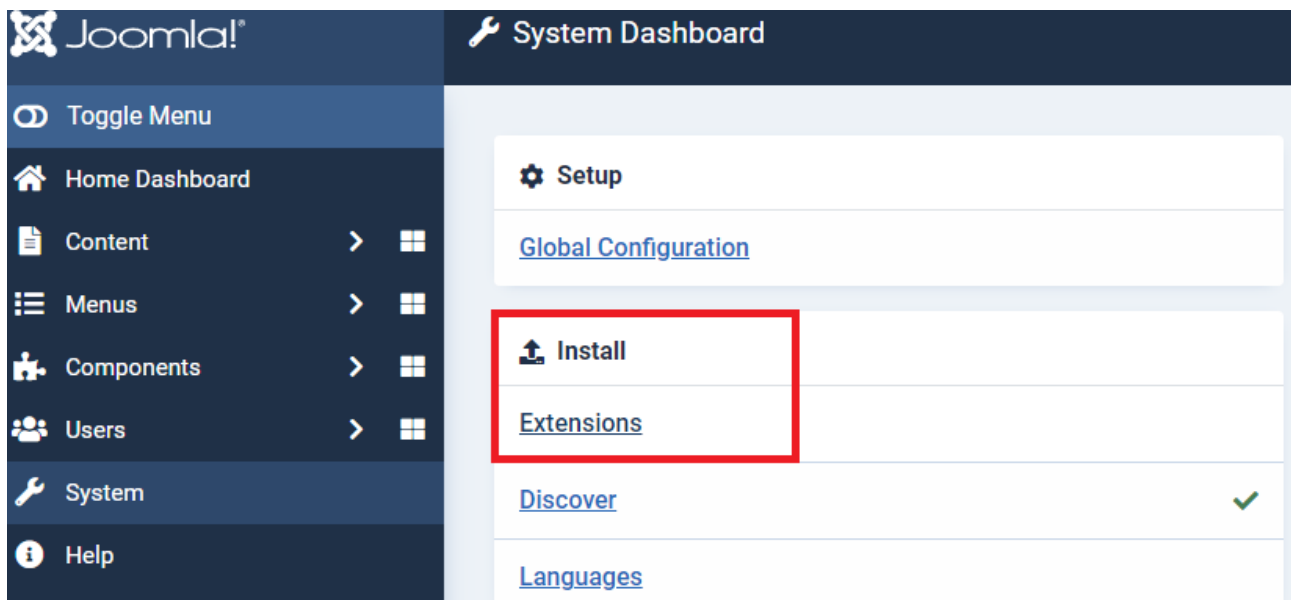 Joomla!®
System Dashboard
Toggle Menu
Home Dashboard
Content
Menus
Components
Users
System
Help
Setup
Global Configuration
Install
Extensions
Discover
Languages